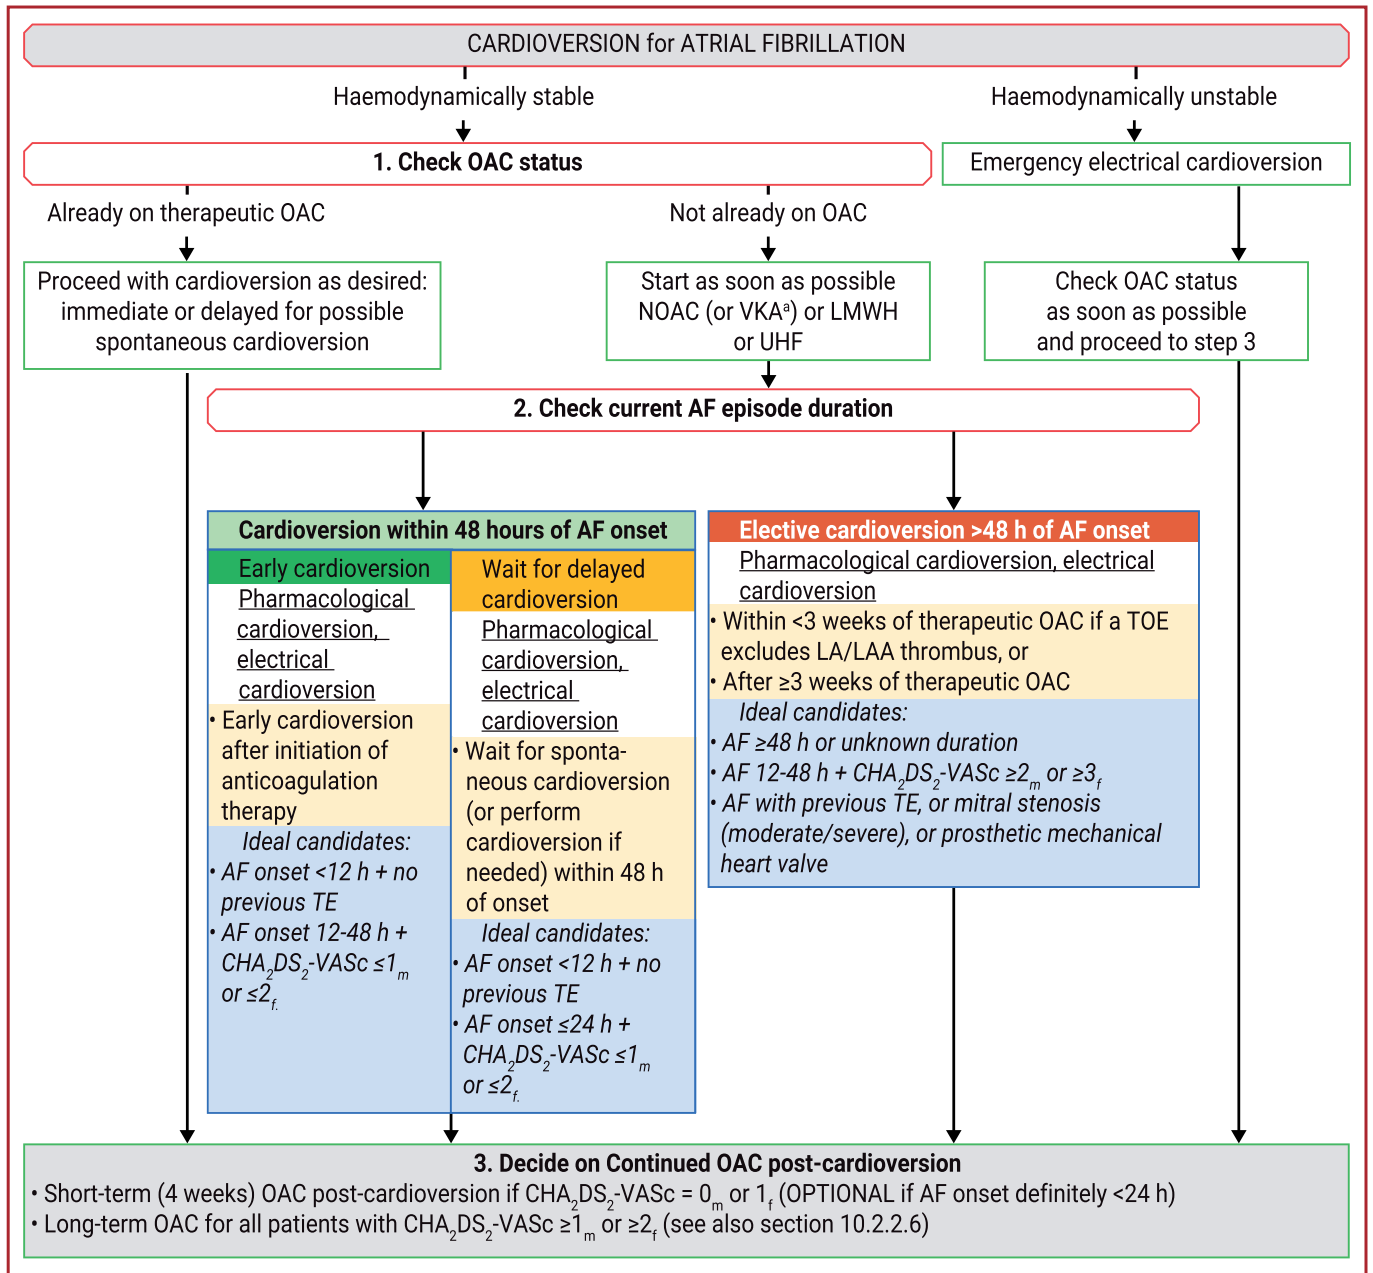 CARDIOVERSION for ATRIAL FIBRILLATION
Haemodynamically stable
Haemodynamically unstable
1. Check OAC status
Emergency electrical cardioversion
Already on therapeutic OAC
Not already on OAC
Proceed with cardioversion as desired:
immediate or delayed for possible
spontaneous cardioversion
Start as soon as possible
NOAC (or VKAᵃ) or LMWH
or UHF
Check OAC status
as soon as possible
and proceed to step 3
2. Check current AF episode duration
Cardioversion within 48 hours of AF onset
Early cardioversion
Pharmacological
cardioversion,
electrical
cardioversion
• Early cardioversion
after initiation of
anticoagulation
therapy
Ideal candidates:
• AF onset <12 h + no
previous TE
• AF onset 12-48 h +
CHA₂DS₂-VASc ≤1m
or ≤2f.
Wait for delayed
cardioversion
Pharmacological
cardioversion,
electrical
cardioversion
• Wait for sponta-
neous cardioversion
(or perform
cardioversion if
needed) within 48 h
of onset
Ideal candidates:
• AF onset <12 h + no
previous TE
• AF onset ≤24 h +
CHA₂DS₂-VASc ≤1m
or ≤2f.
Elective cardioversion >48 h of AF onset
Pharmacological cardioversion, electrical
cardioversion
• Within <3 weeks of therapeutic OAC if a TOE
excludes LA/LAA thrombus, or
• After ≥3 weeks of therapeutic OAC
Ideal candidates:
• AF ≥48 h or unknown duration
• AF 12-48 h + CHA₂DS₂-VASc ≥2m or ≥3f
• AF with previous TE, or mitral stenosis
(moderate/severe), or prosthetic mechanical
heart valve
3. Decide on Continued OAC post-cardioversion
• Short-term (4 weeks) OAC post-cardioversion if CHA₂DS₂-VASc = 0m or 1f (OPTIONAL if AF onset definitely <24 h)
• Long-term OAC for all patients with CHA₂DS₂-VASc ≥1m or ≥2f (see also section 10.2.2.6)